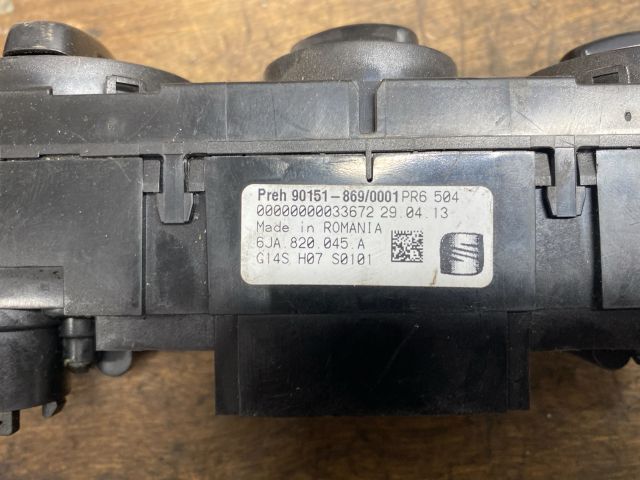 Preh 90151-869/0001 PR6 504
00000000033672 29.04.13
Made in ROMANIA
6JA.820.045.A
G14S H07 S0101